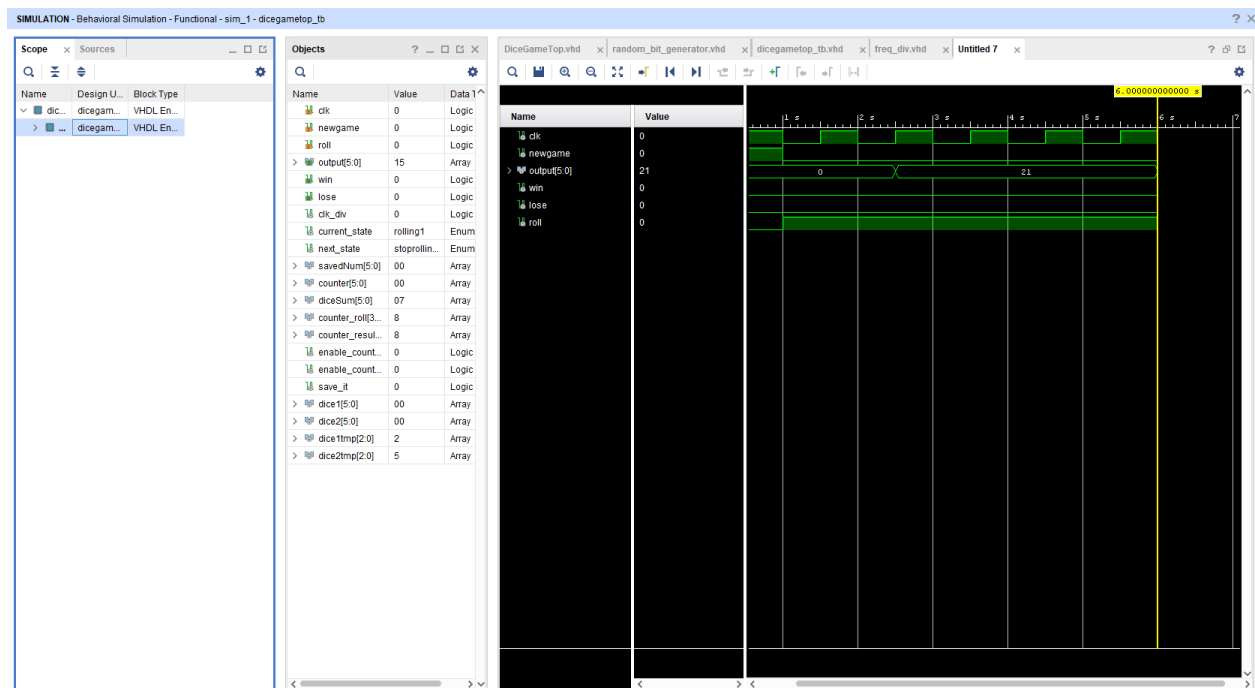 SIMULATION - Behavioral Simulation - Functional - sim_1 - dicegametop_tb
Scope Sources
Name Design U... Block Type
dic... dicegam... VHDL En...
... dicegam... VHDL En...
Objects
Name Value Data T
clk 0 Logic
newgame 0 Logic
roll 0 Logic
output[5:0] 15 Array
win 0 Logic
lose 0 Logic
clk_div 0 Logic
current_state rolling1 Enum
next_state stoprollin... Enum
savedNum[5:0] 00 Array
counter[5:0] 00 Array
diceSum[5:0] 07 Array
counter_roll[3... 8 Array
counter_resul... 8 Array
enable_count... 0 Logic
enable_count... 0 Logic
save_it 0 Logic
dice1[5:0] 00 Array
dice2[5:0] 00 Array
dice1tmp[2:0] 2 Array
dice2tmp[2:0] 5 Array
DiceGameTop.vhd random_bit_generator.vhd dicegametop_tb.vhd freq_div.vhd Untitled 7
6.000000000000 s
Name Value
1 s 2 s 3 s 4 s 5 s 6 s 7
clk 0
newgame 0
output[5:0] 21 0 21
win 0
lose 0
roll 0